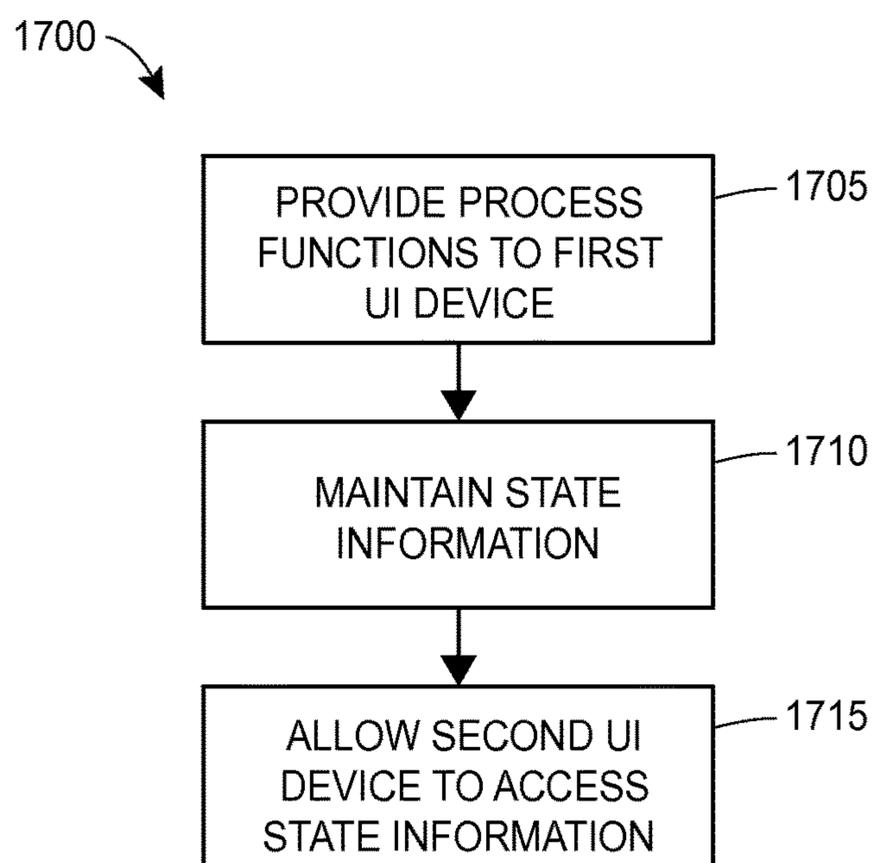 1700
PROVIDE PROCESS
FUNCTIONS TO FIRST
UI DEVICE
1705
MAINTAIN STATE
INFORMATION
1710
ALLOW SECOND UI
DEVICE TO ACCESS
STATE INFORMATION
1715